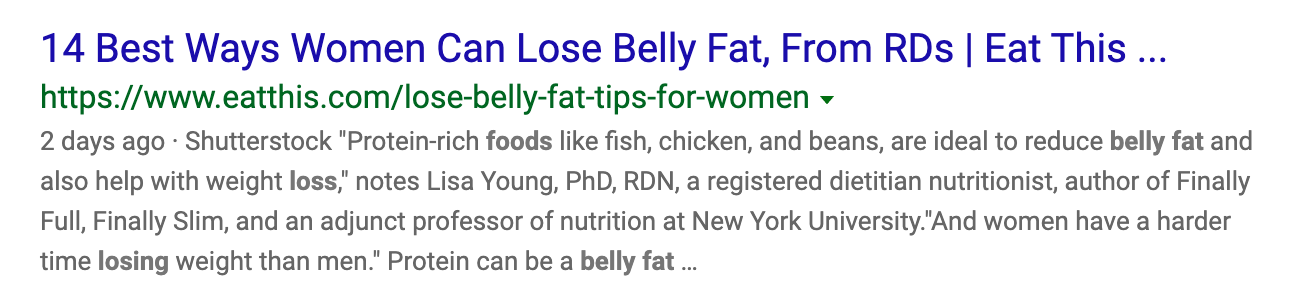 14 Best Ways Women Can Lose Belly Fat, From RDs | Eat This ...
https://www.eatthis.com/lose-belly-fat-tips-for-women
2 days ago · Shutterstock "Protein-rich foods like fish, chicken, and beans, are ideal to reduce belly fat and
also help with weight loss," notes Lisa Young, PhD, RDN, a registered dietitian nutritionist, author of Finally
Full, Finally Slim, and an adjunct professor of nutrition at New York University."And women have a harder
time losing weight than men." Protein can be a belly fat ...